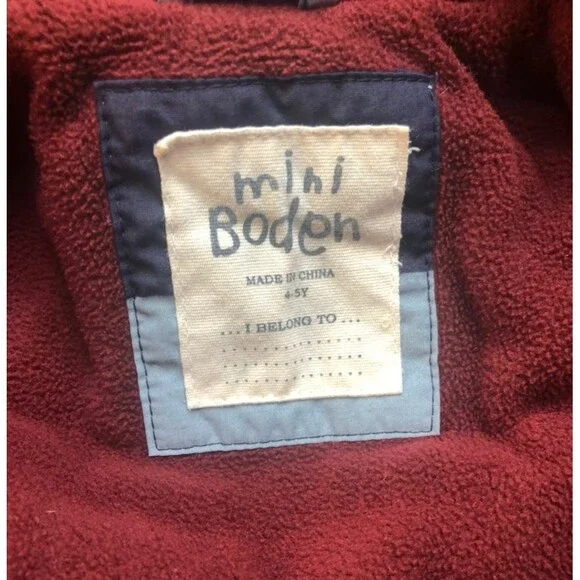 mini
Boden
MADE IN CHINA
4-5Y
...I BELONG TO...